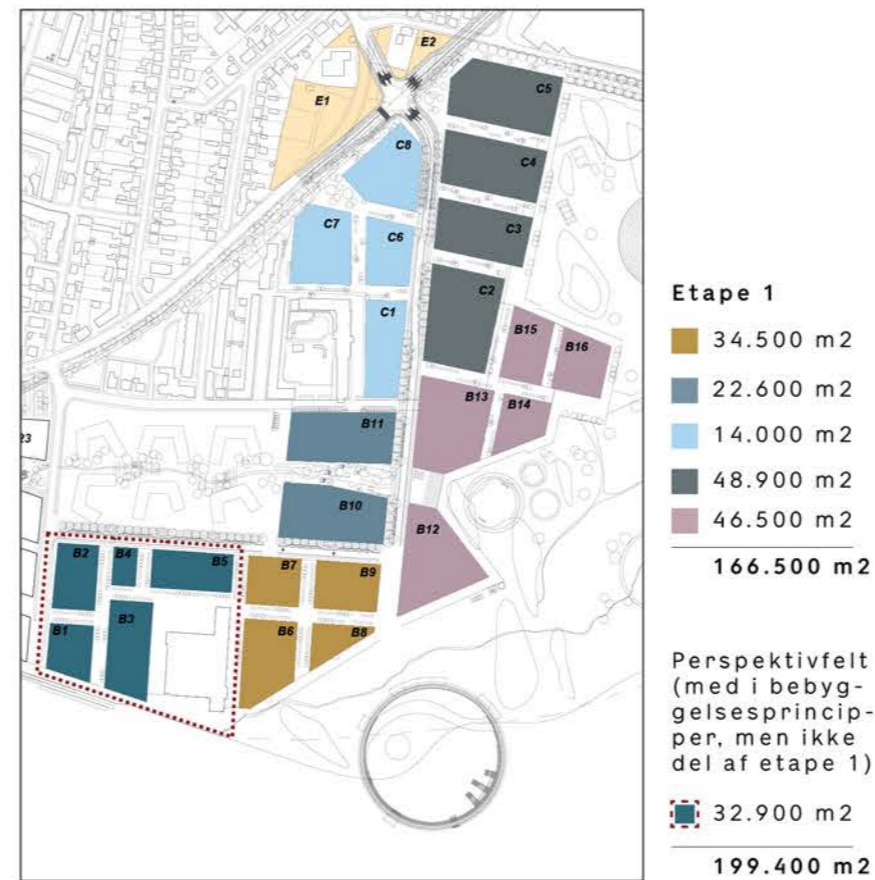 E2
E1
C5
C8
C4
C7
C6
C3
C2
C1
B15
B16
B13
B14
B11
23
B10
B12
B2
B4
B5
B7
B9
B1
B3
B6
B8
Etape 1
34.500 m2
22.600 m2
14.000 m2
48.900 m2
46.500 m2
166.500 m2
Perspektivfelt
(med i bebyg-
gelsesprincip-
per, men ikke
del af etape 1)
32.900 m2
199.400 m2